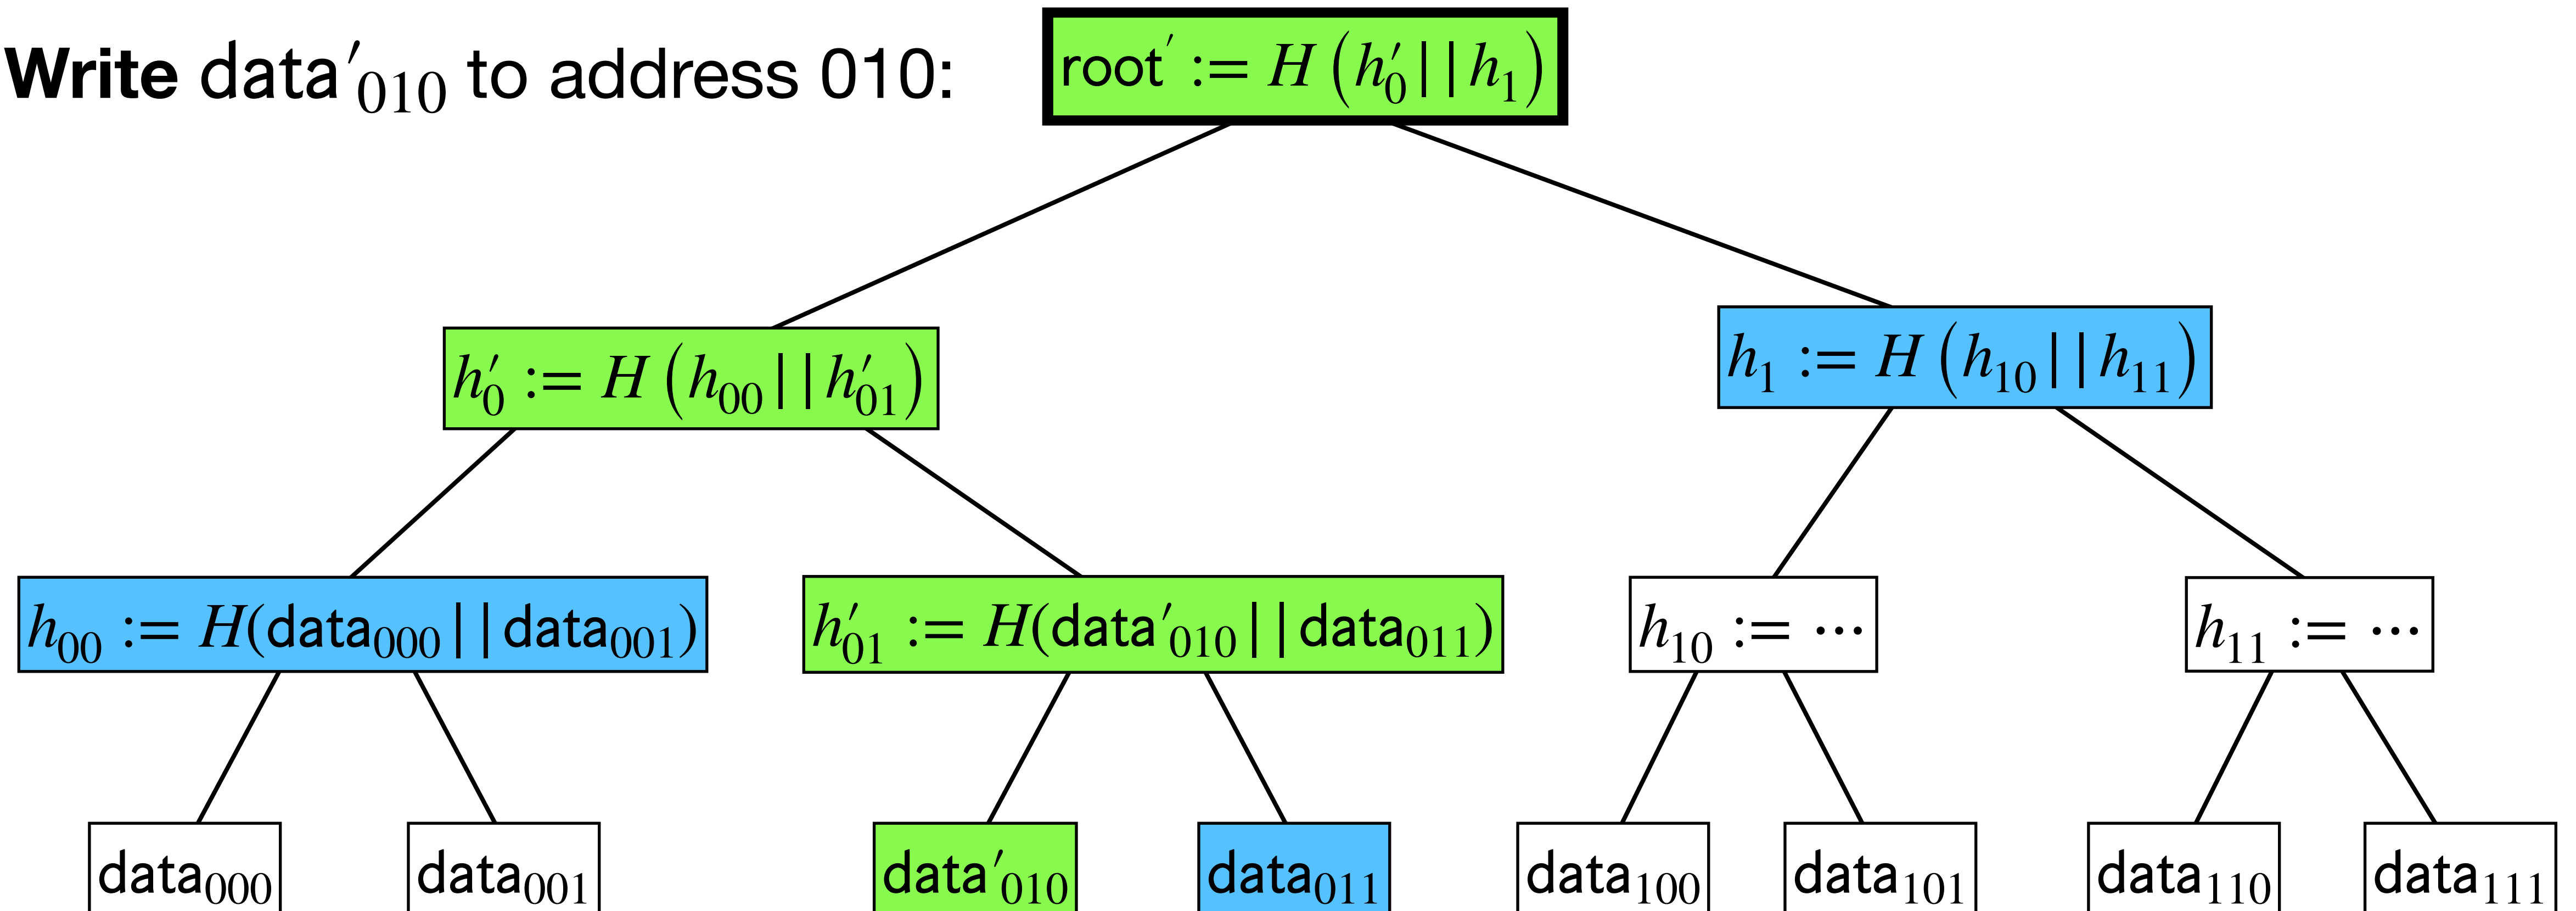 Write data′₀₁₀ to address 010:
root′ := H (h′₀ || h₁)
h′₀ := H (h₀₀ || h′₀₁)
h₁ := H (h₁₀ || h₁₁)
h₀₀ := H(data₀₀₀ || data₀₀₁)
h′₀₁ := H(data′₀₁₀ || data₀₁₁)
h₁₀ := ⋯
h₁₁ := ⋯
data₀₀₀
data₀₀₁
data′₀₁₀
data₀₁₁
data₁₀₀
data₁₀₁
data₁₁₀
data₁₁₁